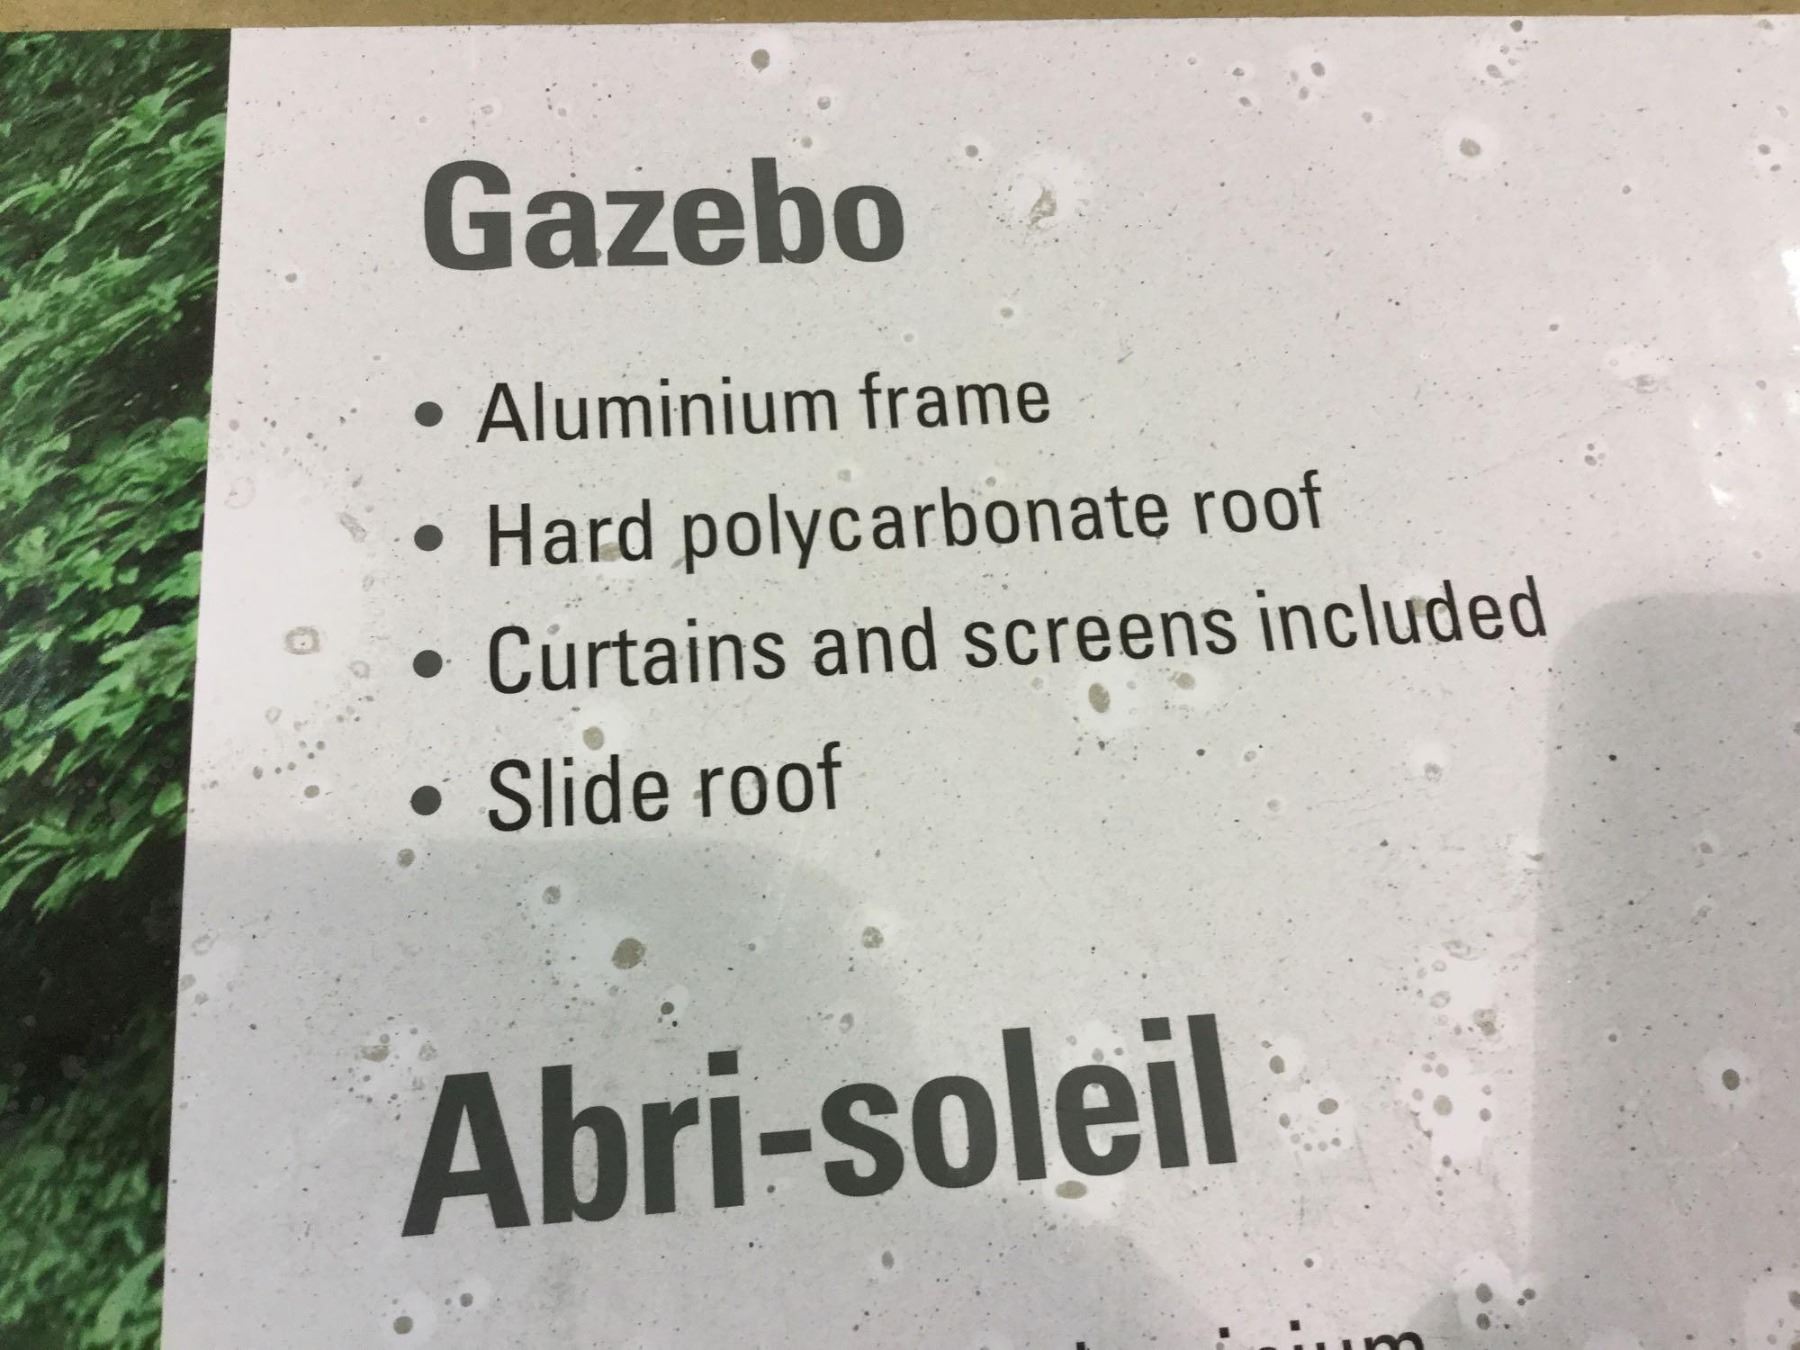 Gazebo
• Aluminium frame
• Hard polycarbonate roof
• Curtains and screens included
• Slide roof
Abri-soleil